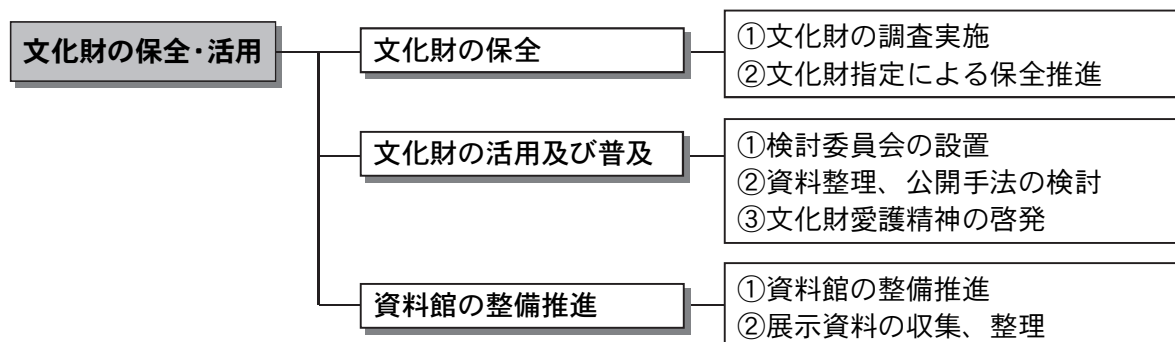 文化財の保全・活用
文化財の保全
①文化財の調査実施
②文化財指定による保全推進
文化財の活用及び普及
①検討委員会の設置
②資料整理、公開手法の検討
③文化財愛護精神の啓発
資料館の整備推進
①資料館の整備推進
②展示資料の収集、整理